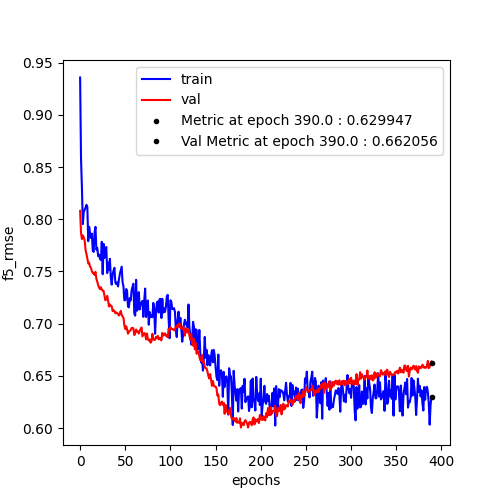 0.95
0.90
0.85
0.80
0.75
0.70
0.65
0.60
f5_rmse
train
val
Metric at epoch 390.0 : 0.629947
Val Metric at epoch 390.0 : 0.662056
0 50 100 150 200 250 300 350 400
epochs